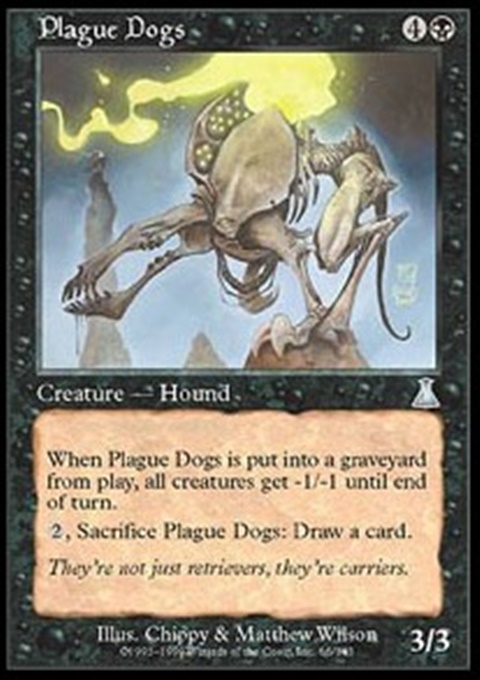 Plague Dogs 4
Creature — Hound
When Plague Dogs is put into a graveyard
from play, all creatures get -1/-1 until end
of turn.
2, Sacrifice Plague Dogs: Draw a card.
They're not just retrievers, they're carriers.
Illus. Chippy & Matthew Wilson
3/3